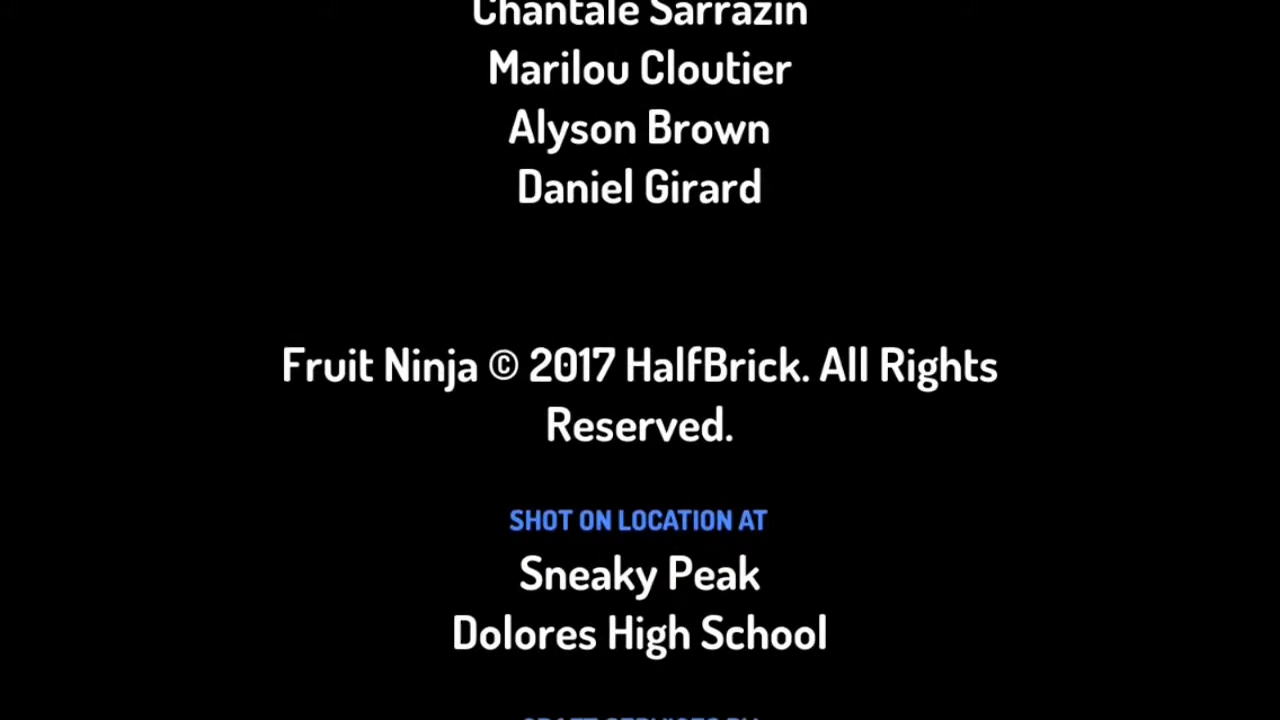 Chantale Sarrazin
Marilou Cloutier
Alyson Brown
Daniel Girard
Fruit Ninja © 2017 HalfBrick. All Rights
Reserved.
SHOT ON LOCATION AT
Sneaky Peak
Dolores High School